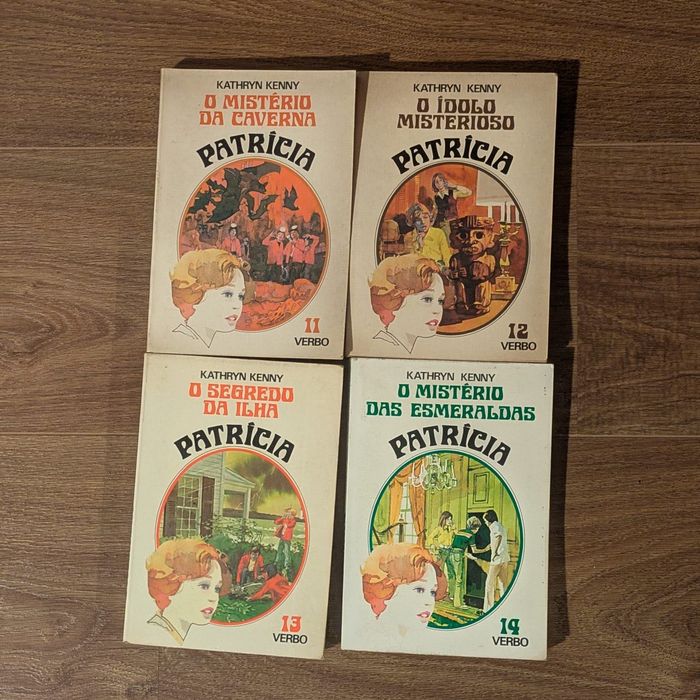 KATHRYN KENNY
O MISTÉRIO
DA CAVERNA
PATRÍCIA
11
VERBO
KATHRYN KENNY
O ÍDOLO
MISTERIOSO
PATRÍCIA
12
VERBO
KATHRYN KENNY
O SEGREDO
DA ILHA
PATRÍCIA
13
VERBO
KATHRYN KENNY
O MISTÉRIO
DAS ESMERALDAS
PATRÍCIA
14
VERBO